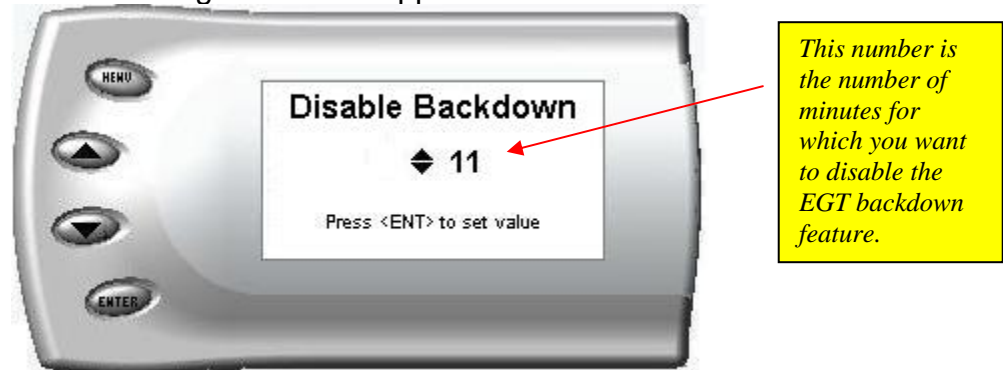 MENU
Disable Backdown
11
Press <ENT> to set value
ENTER
This number is
the number of
minutes for
which you want
to disable the
EGT backdown
feature.